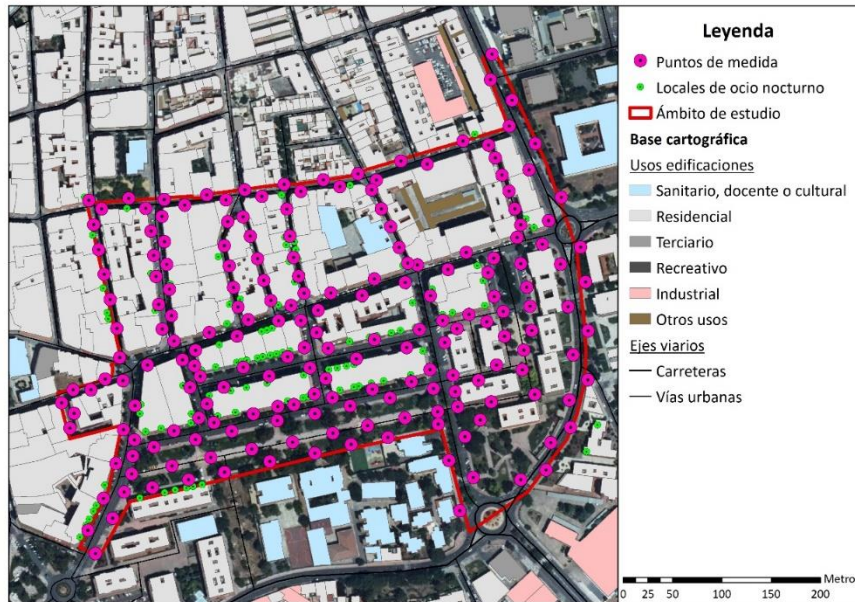 Leyenda
Puntos de medida
Locales de ocio nocturno
Ámbito de estudio
Base cartográfica
Usos edificaciones
Sanitario, docente o cultural
Residencial
Terciario
Recreativo
Industrial
Otros usos
Ejes viarios
Carreteras
Vías urbanas
Metro
0 25 50 100 150 200